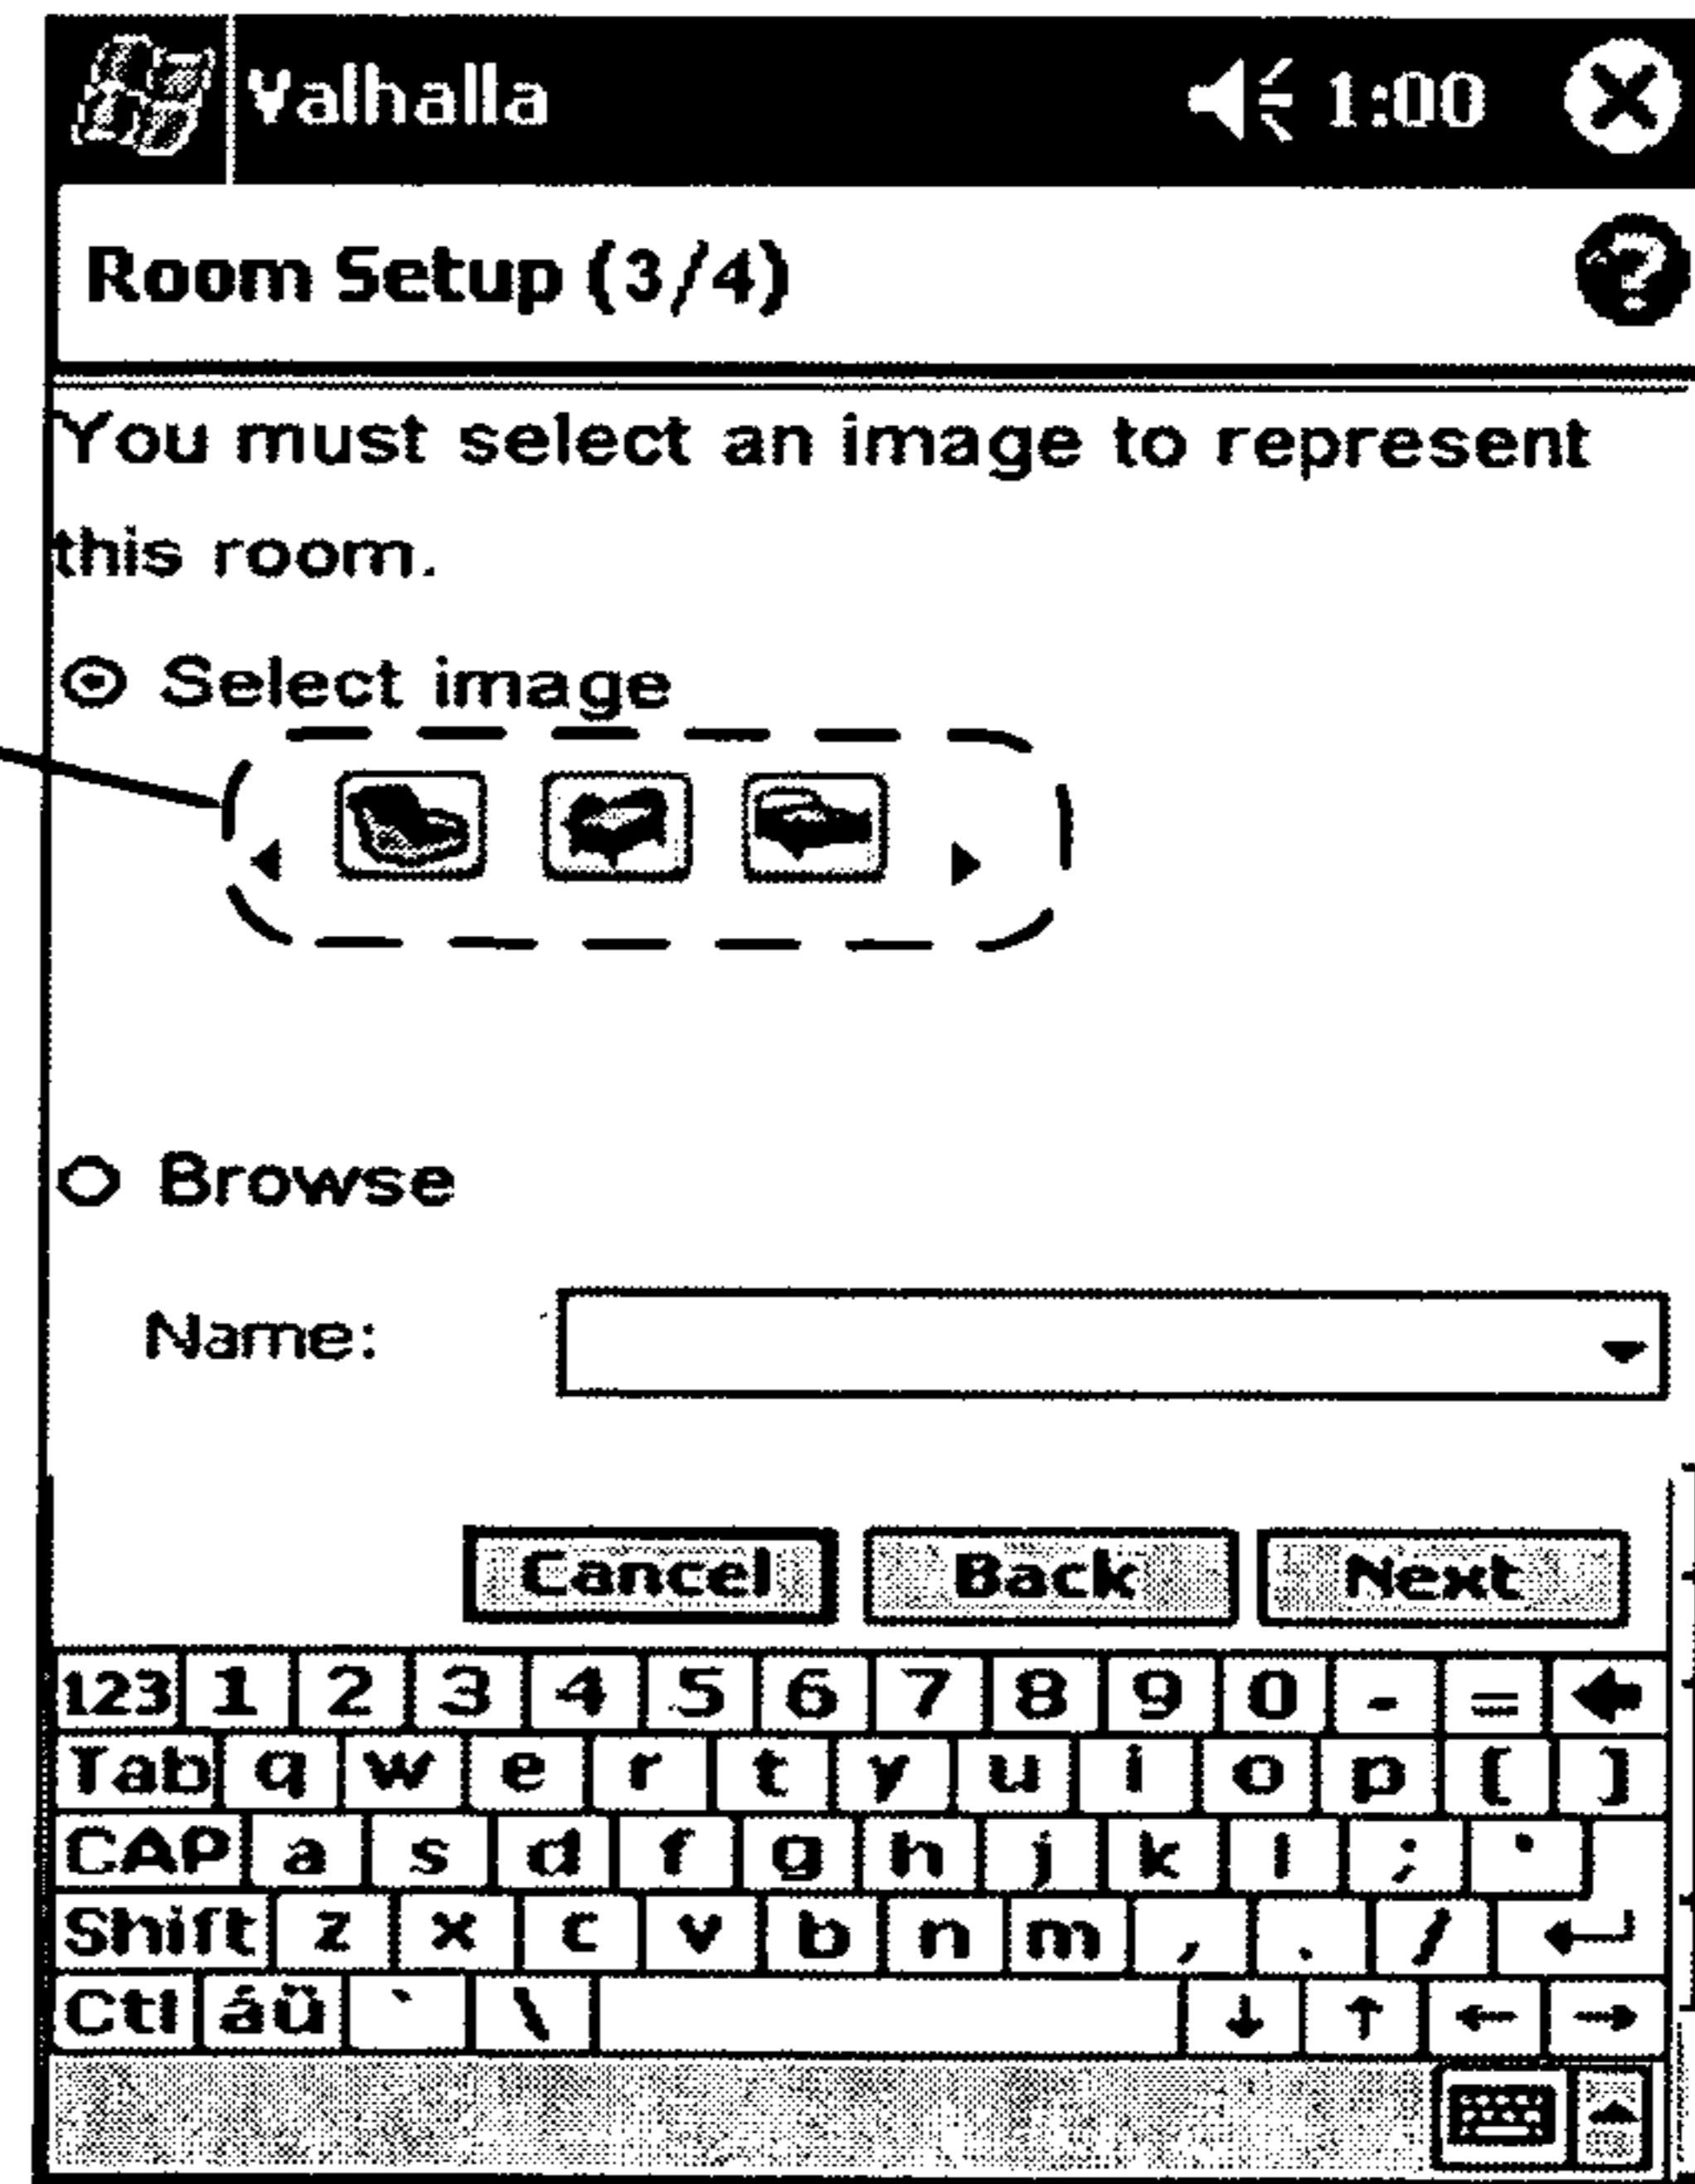 Valhalla 1:00
Room Setup (3/4) ?
You must select an image to represent
this room.
Select image
Browse
Name:
Cancel Back Next
123 1 2 3 4 5 6 7 8 9 0 - =
Tab q w e r t y u i o p [ ]
CAP a s d f g h j k l ; '
Shift z x c v b n m , . /
Ctl áü ` \ ↓ ↑ ← →